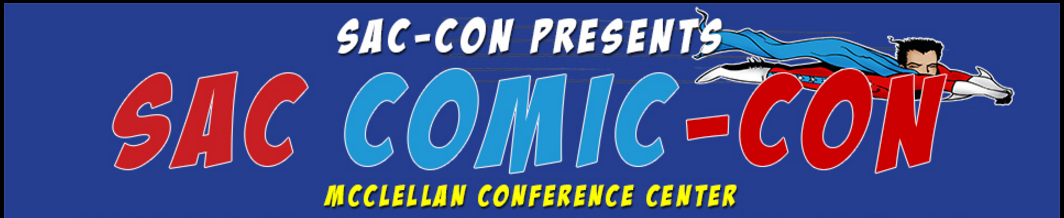 SAC-CON PRESENTS
SAC COMIC-CON
MCCLELLAN CONFERENCE CENTER